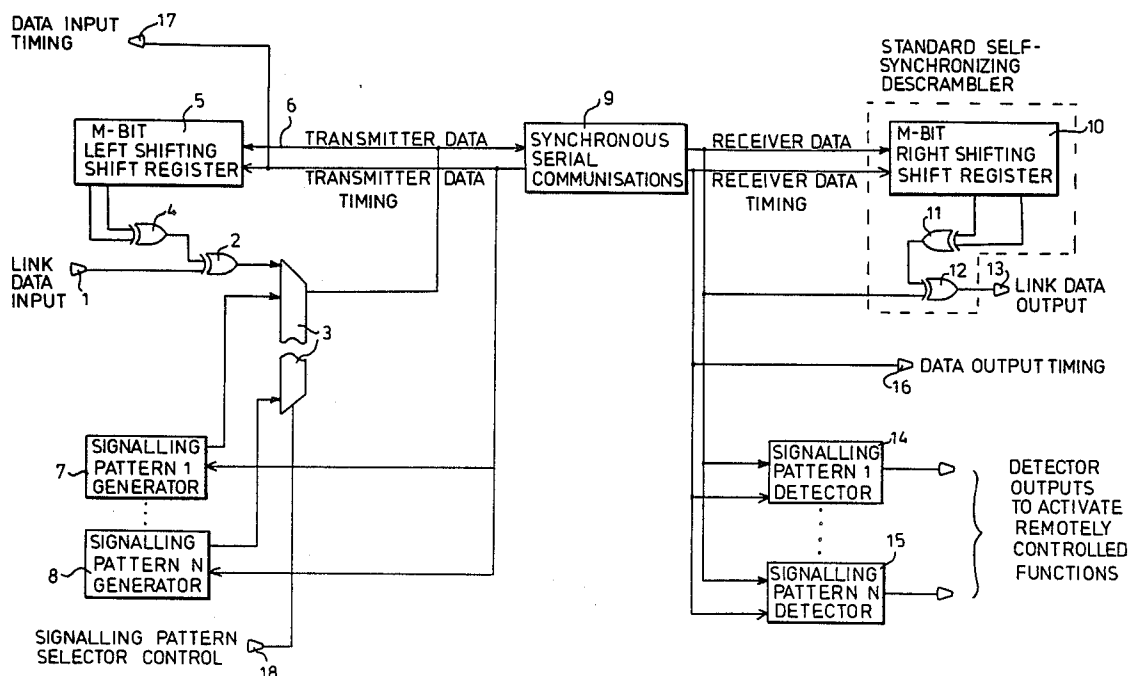 DATA INPUT
TIMING
17
5
M-BIT
LEFT SHIFTING
SHIFT REGISTER
6
TRANSMITTER DATA
TRANSMITTER DATA
TIMING
9
SYNCHRONOUS
SERIAL
COMMUNISATIONS
RECEIVER DATA
RECEIVER DATA
TIMING
STANDARD SELF-
SYNCHRONIZING
DESCRAMBLER
M-BIT
RIGHT SHIFTING
SHIFT REGISTER
10
4
2
LINK
DATA
INPUT
1
3
11
12
13
LINK DATA
OUTPUT
16
DATA OUTPUT TIMING
SIGNALLING
PATTERN 1
GENERATOR
7
SIGNALLING
PATTERN N
GENERATOR
8
SIGNALLING PATTERN
SELECTOR CONTROL
18
14
SIGNALLING
PATTERN 1
DETECTOR
15
SIGNALLING
PATTERN N
DETECTOR
DETECTOR
OUTPUTS
TO ACTIVATE
REMOTELY
CONTROLLED
FUNCTIONS